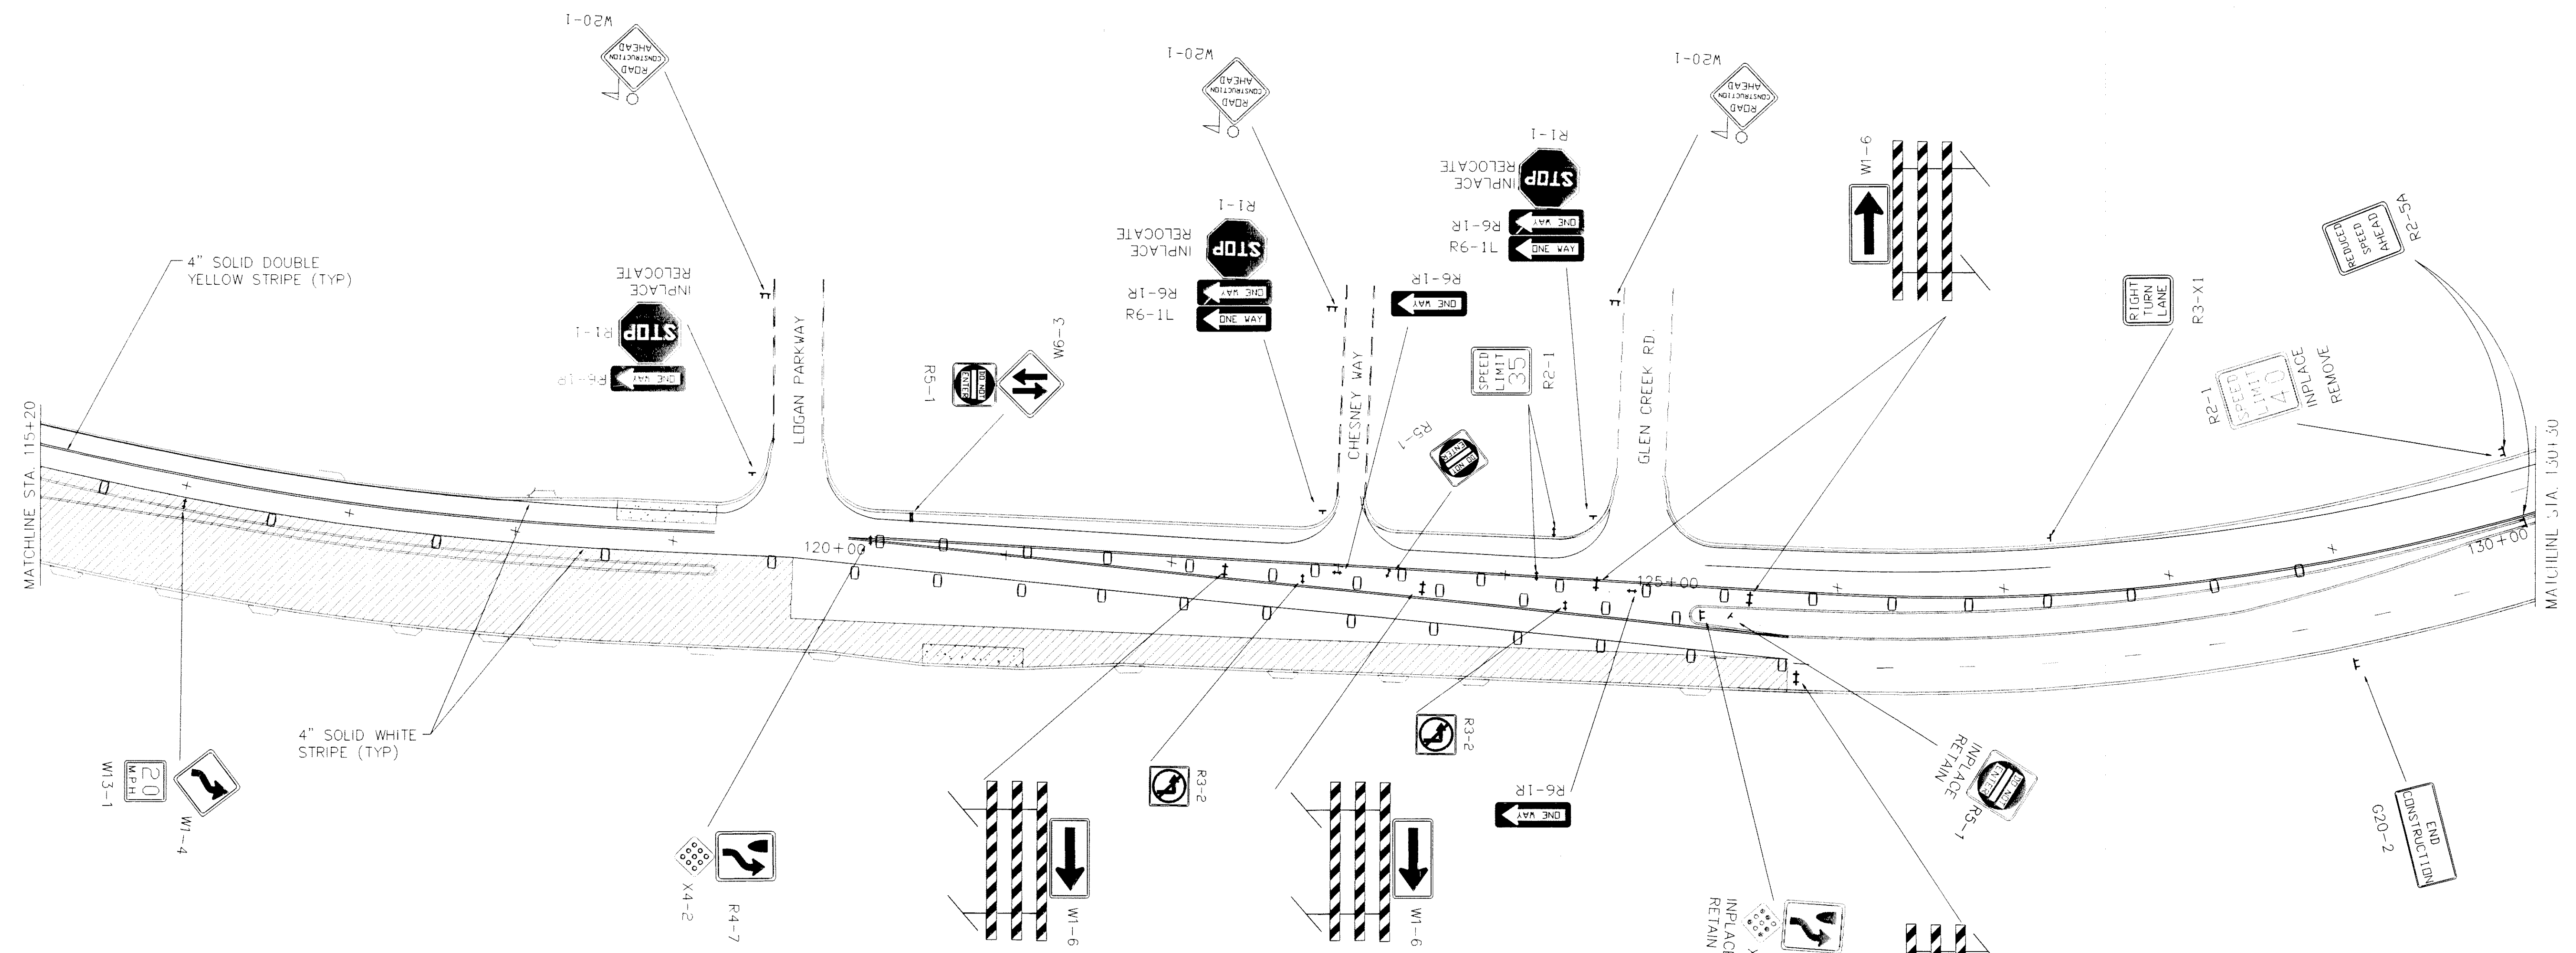 W20-1
ROAD
CONSTRUCTION
AHEAD
W20-1
ROAD
CONSTRUCTION
AHEAD
W20-1
ROAD
CONSTRUCTION
AHEAD
4" SOLID DOUBLE
YELLOW STRIPE (TYP)
INPLACE
RELOCATE
STOP
R1-1
ONE WAY
R6-1R
LOGAN PARKWAY
R5-1
DO NOT
ENTER
W6-3
R1-1
INPLACE
RELOCATE
STOP
ONE WAY
R6-1R
ONE WAY
R6-1L
CHESNEY WAY
R6-1R
ONE WAY
R5-1
DO NOT
ENTER
R1-1
INPLACE
RELOCATE
STOP
ONE WAY
R6-1R
ONE WAY
R6-1L
SPEED
LIMIT
35
R2-1
GLEN CREEK RD.
W1-6
RIGHT
TURN
LANE
R3-X1
REDUCED
SPEED
AHEAD
R2-5A
R2-1
SPEED
LIMIT
40
INPLACE
REMOVE
MATCHLINE STA. 115+20
120+00
125+00
130+00
MATCHLINE STA. 130+30
4" SOLID WHITE
STRIPE (TYP)
W13-1
20
M.P.H.
W1-4
X4-2
R4-7
W1-6
R3-2
W1-6
R3-2
R6-1R
ONE WAY
INPLACE
RETAIN
DO NOT
ENTER
R5-1
INPLACE
RETAIN
END
CONSTRUCTION
G20-2